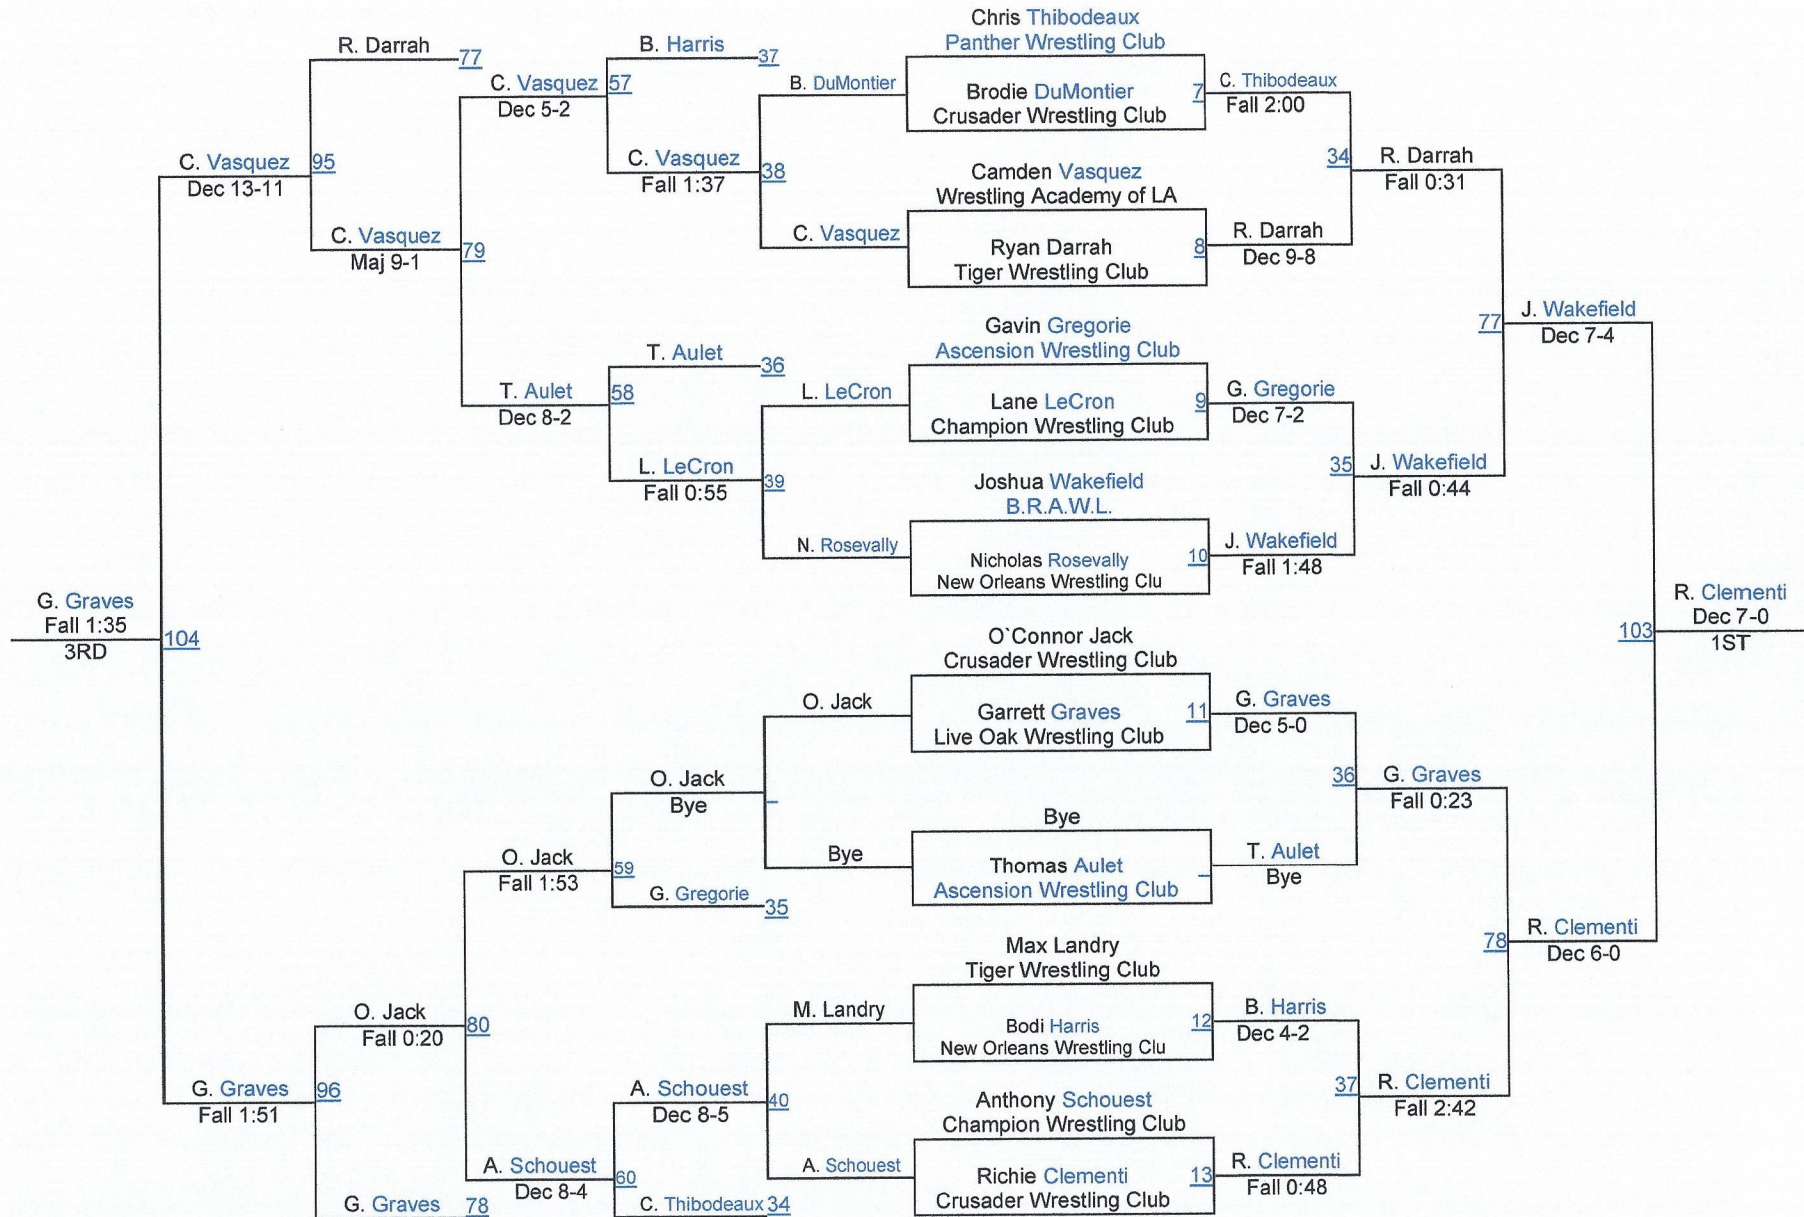 Chris Thibodeaux
Panther Wrestling Club
R. Darrah
77
B. Harris
37
C. Vasquez 57
Dec 5-2
B. DuMontier
Brodie DuMontier 7
Crusader Wrestling Club
C. Thibodeaux
Fall 2:00
C. Vasquez 95
Dec 13-11
C. Vasquez
Fall 1:37
38
Camden Vasquez
Wrestling Academy of LA
34
R. Darrah
Fall 0:31
C. Vasquez
Maj 9-1
79
C. Vasquez
Ryan Darrah 8
Tiger Wrestling Club
R. Darrah
Dec 9-8
Gavin Gregorie
Ascension Wrestling Club
77
J. Wakefield
Dec 7-4
T. Aulet
36
T. Aulet 58
Dec 8-2
L. LeCron
Lane LeCron 9
Champion Wrestling Club
G. Gregorie
Dec 7-2
L. LeCron
Fall 0:55
39
Joshua Wakefield
B.R.A.W.L.
35
J. Wakefield
Fall 0:44
N. Rosevally
Nicholas Rosevally 10
New Orleans Wrestling Clu
J. Wakefield
Fall 1:48
G. Graves
Fall 1:35
3RD
104
R. Clementi
Dec 7-0
1ST
103
O`Connor Jack
Crusader Wrestling Club
O. Jack
Garrett Graves 11
Live Oak Wrestling Club
G. Graves
Dec 5-0
O. Jack
Bye
36
G. Graves
Fall 0:23
Bye
O. Jack
Fall 1:53
59
Bye
Thomas Aulet
Ascension Wrestling Club
T. Aulet
Bye
G. Gregorie
35
78
R. Clementi
Dec 6-0
Max Landry
Tiger Wrestling Club
O. Jack
Fall 0:20
80
M. Landry
Bodi Harris 12
New Orleans Wrestling Clu
B. Harris
Dec 4-2
G. Graves 96
Fall 1:51
A. Schouest
Dec 8-5
40
Anthony Schouest
Champion Wrestling Club
37
R. Clementi
Fall 2:42
A. Schouest
Dec 8-4
60
A. Schouest
Richie Clementi 13
Crusader Wrestling Club
R. Clementi
Fall 0:48
G. Graves 78
C. Thibodeaux 34